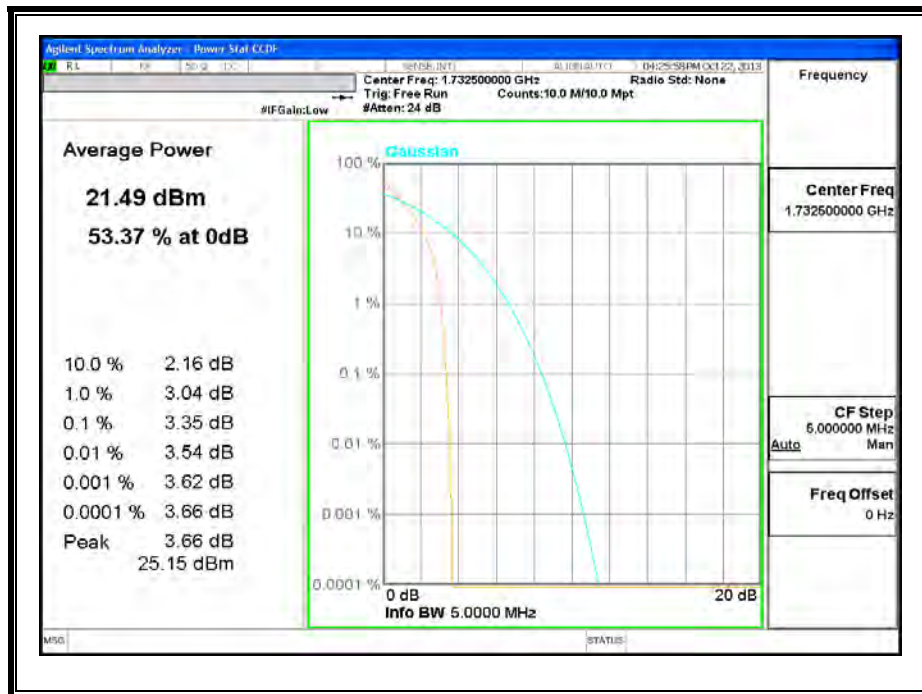 Agilent Spectrum Analyzer - Power Stat CCDF
RL RF 50 Ω DC SENSE:INT ALIGN AUTO 04:25:58 PM Oct 22, 2013
Center Freq: 1.732500000 GHz Radio Std: None
Trig: Free Run Counts:10.0 M/10.0 Mpt
#IFGain:Low #Atten: 24 dB
Frequency
Average Power
21.49 dBm
53.37 % at 0dB
10.0 % 2.16 dB
1.0 % 3.04 dB
0.1 % 3.35 dB
0.01 % 3.54 dB
0.001 % 3.62 dB
0.0001 % 3.66 dB
Peak 3.66 dB
25.15 dBm
Gaussian
100 %
10 %
1 %
0.1 %
0.01 %
0.001 %
0.0001 %
0 dB 20 dB
Info BW 5.0000 MHz
Center Freq
1.732500000 GHz
CF Step
5.000000 MHz
Auto Man
Freq Offset
0 Hz
MSG STATUS